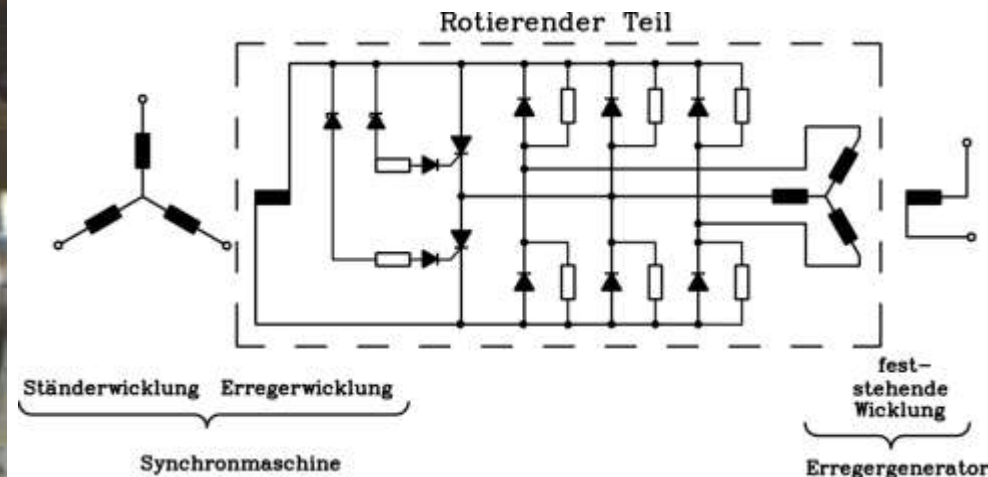 Rotierender Teil
Ständerwicklung Erregerwicklung
fest-
stehende
Wicklung
Synchronmaschine
Erregergenerator